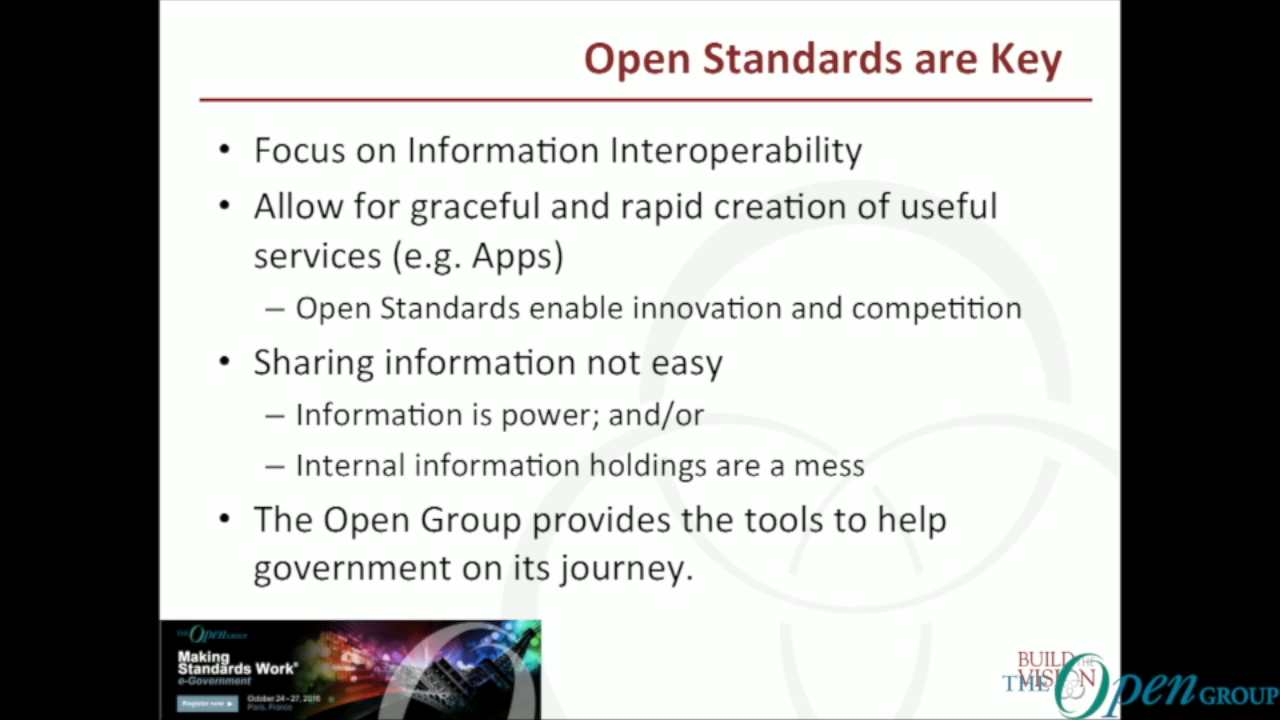 Open Standards are Key
• Focus on Information Interoperability
• Allow for graceful and rapid creation of useful
services (e.g. Apps)
– Open Standards enable innovation and competition
• Sharing information not easy
– Information is power; and/or
– Internal information holdings are a mess
• The Open Group provides the tools to help
government on its journey.
THE Open GROUP
Making
Standards Work®
e-Government
Register now
October 24-27, 2016
Paris, France
BUILD THE
VISION
THE Open GROUP